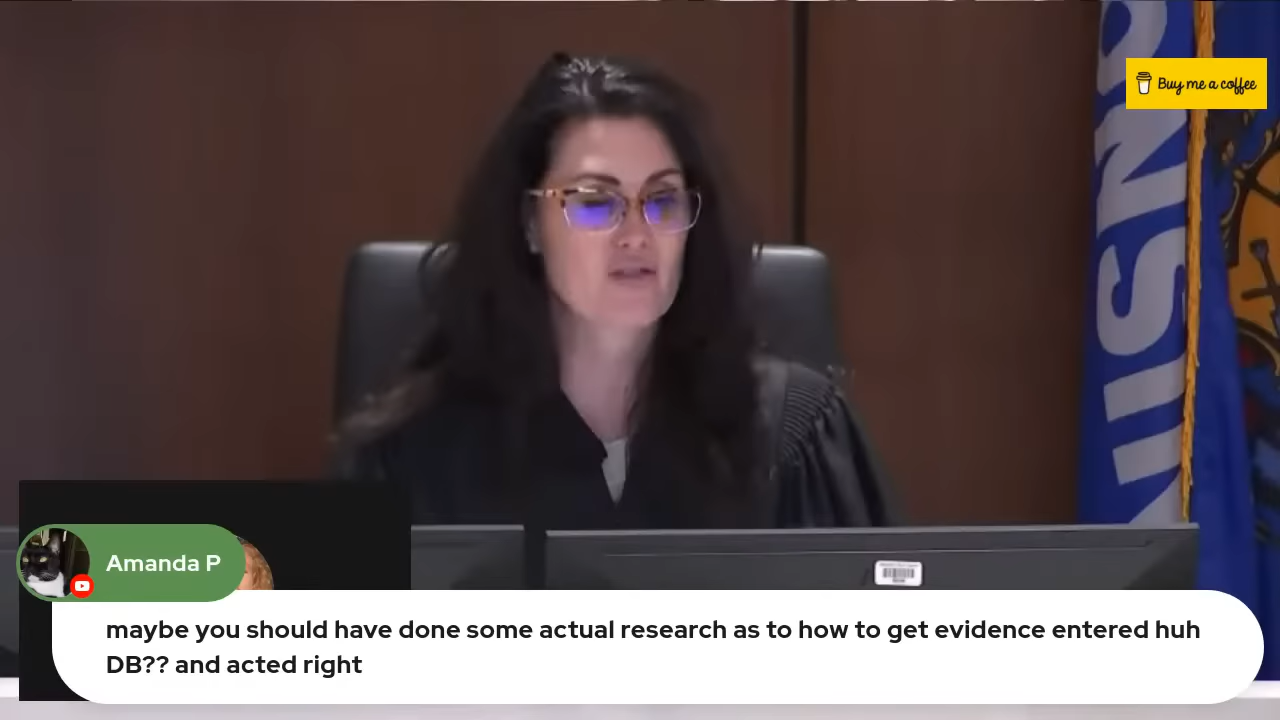 Buy me a coffee
WISCONSIN
Amanda P
maybe you should have done some actual research as to how to get evidence entered huh
DB?? and acted right